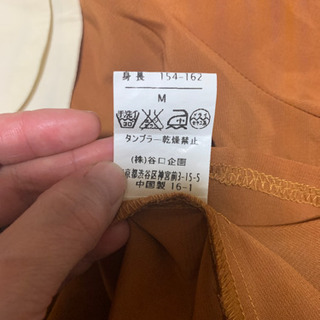 身長 154-162
M
タンブラー乾燥禁止
(株)谷口企画
京都渋谷区神宮前3-15-5
中国製 16-1